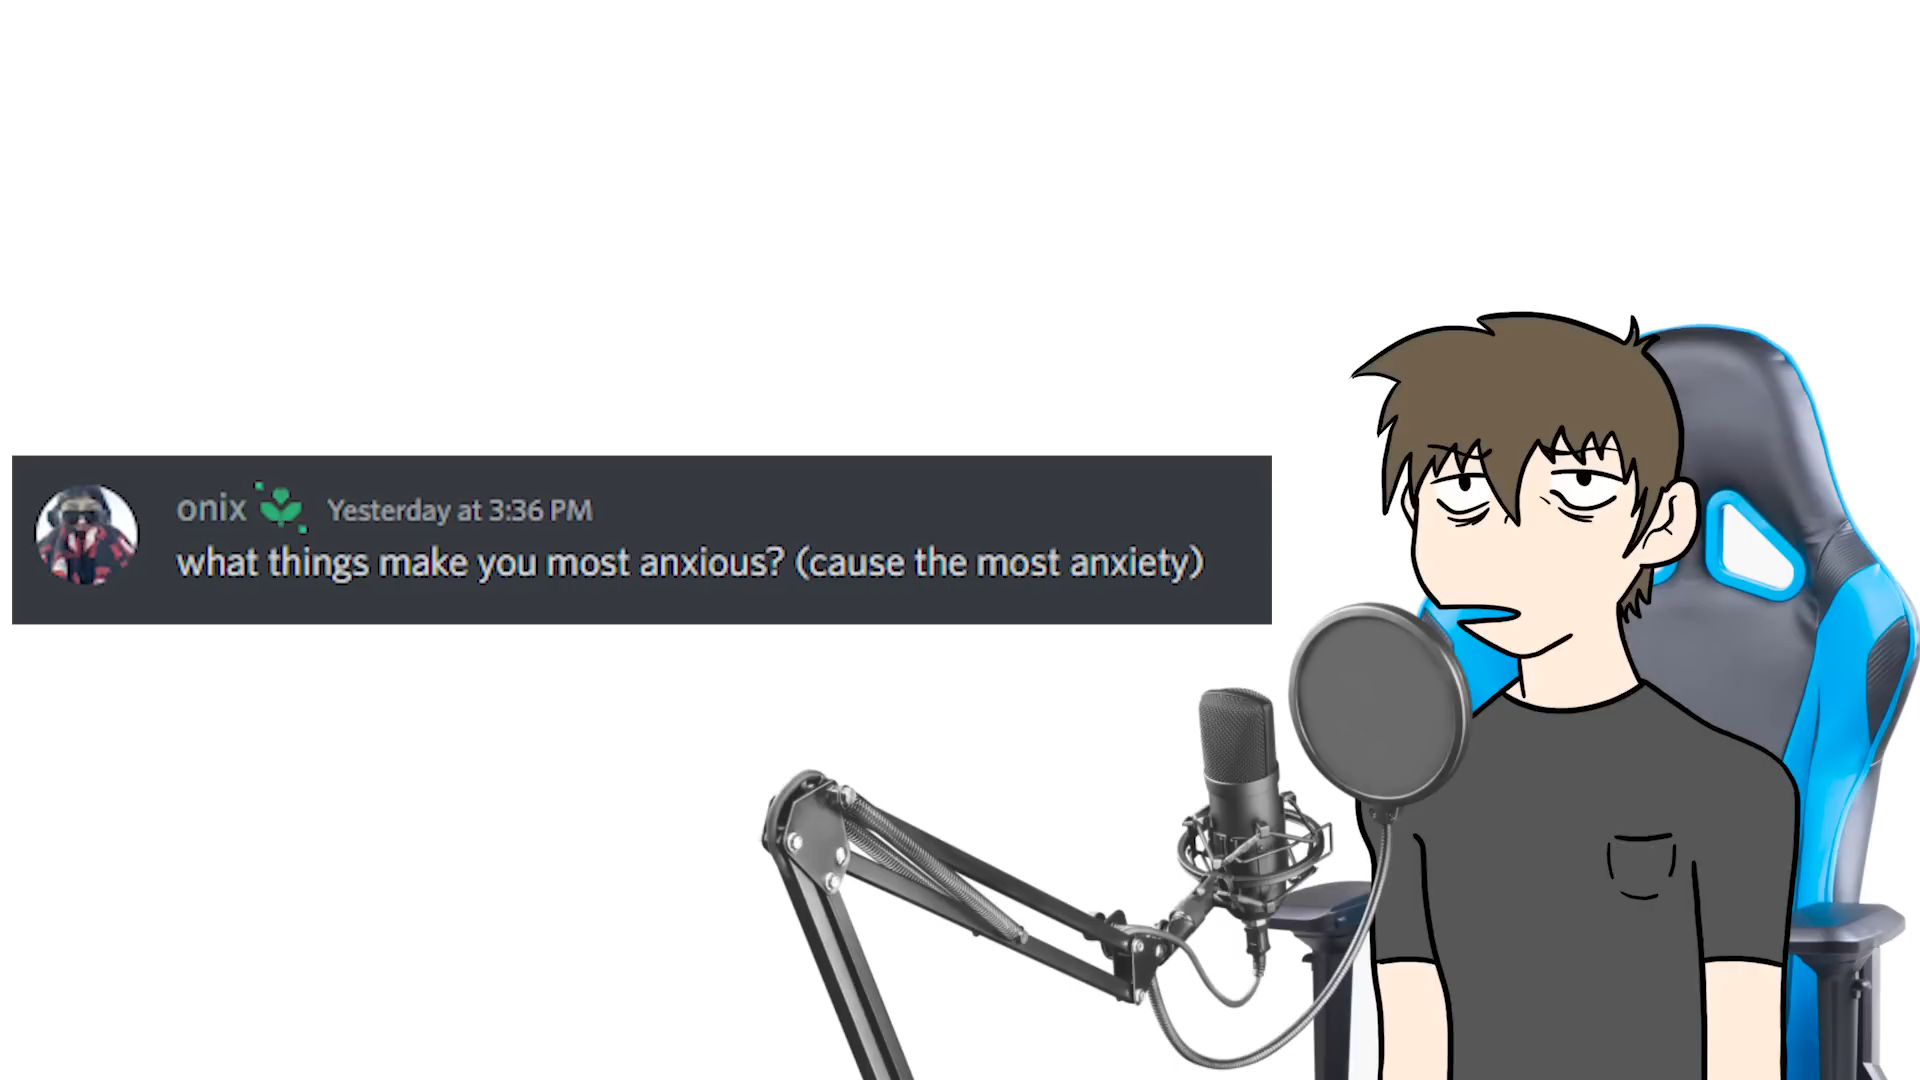 onix Yesterday at 3:36 PM
what things make you most anxious? (cause the most anxiety)